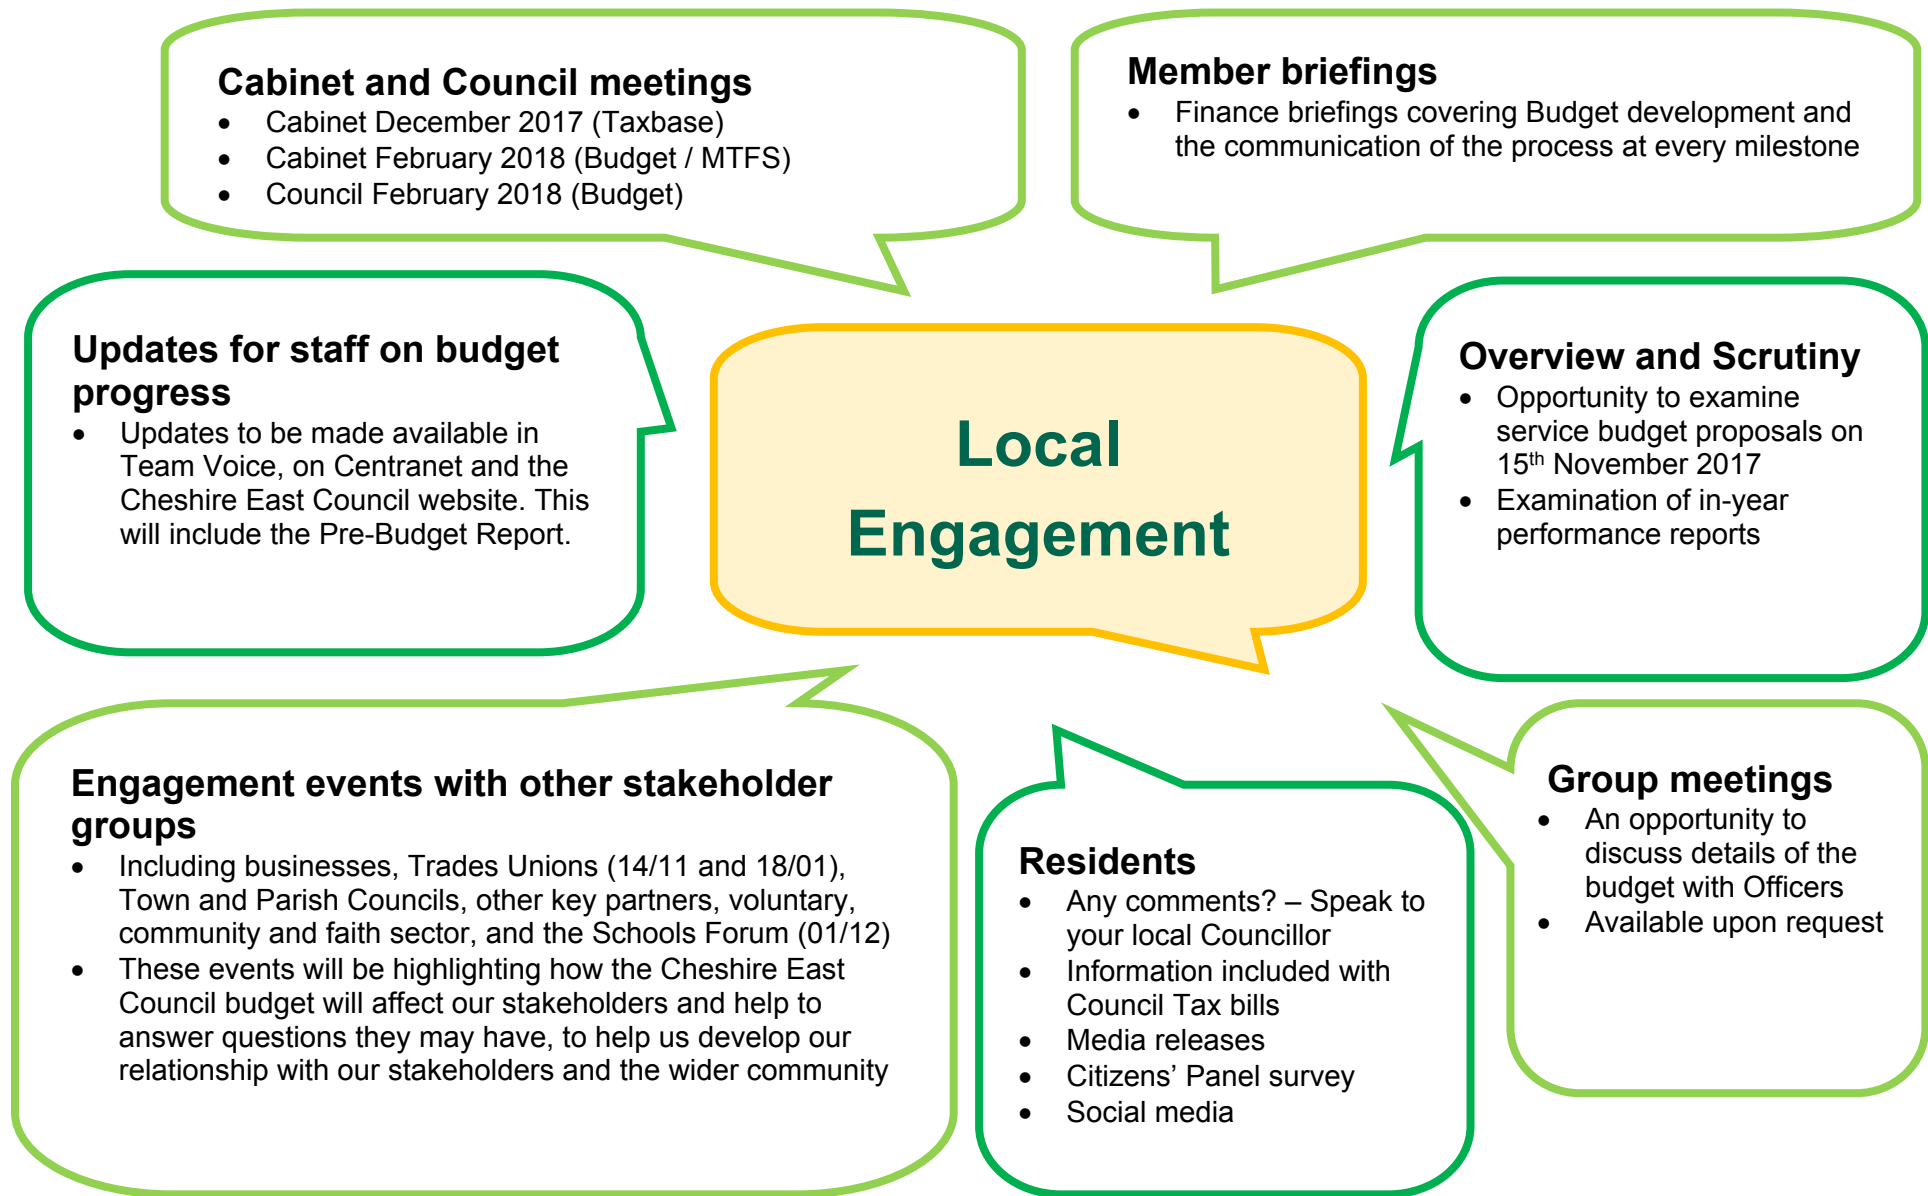 Cabinet and Council meetings
• Cabinet December 2017 (Taxbase)
• Cabinet February 2018 (Budget / MTFS)
• Council February 2018 (Budget)
Member briefings
• Finance briefings covering Budget development and
the communication of the process at every milestone
Updates for staff on budget
progress
• Updates to be made available in
Team Voice, on Centranet and the
Cheshire East Council website. This
will include the Pre-Budget Report.
Local
Engagement
Overview and Scrutiny
• Opportunity to examine
service budget proposals on
15th November 2017
• Examination of in-year
performance reports
Engagement events with other stakeholder
groups
• Including businesses, Trades Unions (14/11 and 18/01),
Town and Parish Councils, other key partners, voluntary,
community and faith sector, and the Schools Forum (01/12)
• These events will be highlighting how the Cheshire East
Council budget will affect our stakeholders and help to
answer questions they may have, to help us develop our
relationship with our stakeholders and the wider community
Residents
• Any comments? – Speak to
your local Councillor
• Information included with
Council Tax bills
• Media releases
• Citizens’ Panel survey
• Social media
Group meetings
• An opportunity to
discuss details of the
budget with Officers
• Available upon request